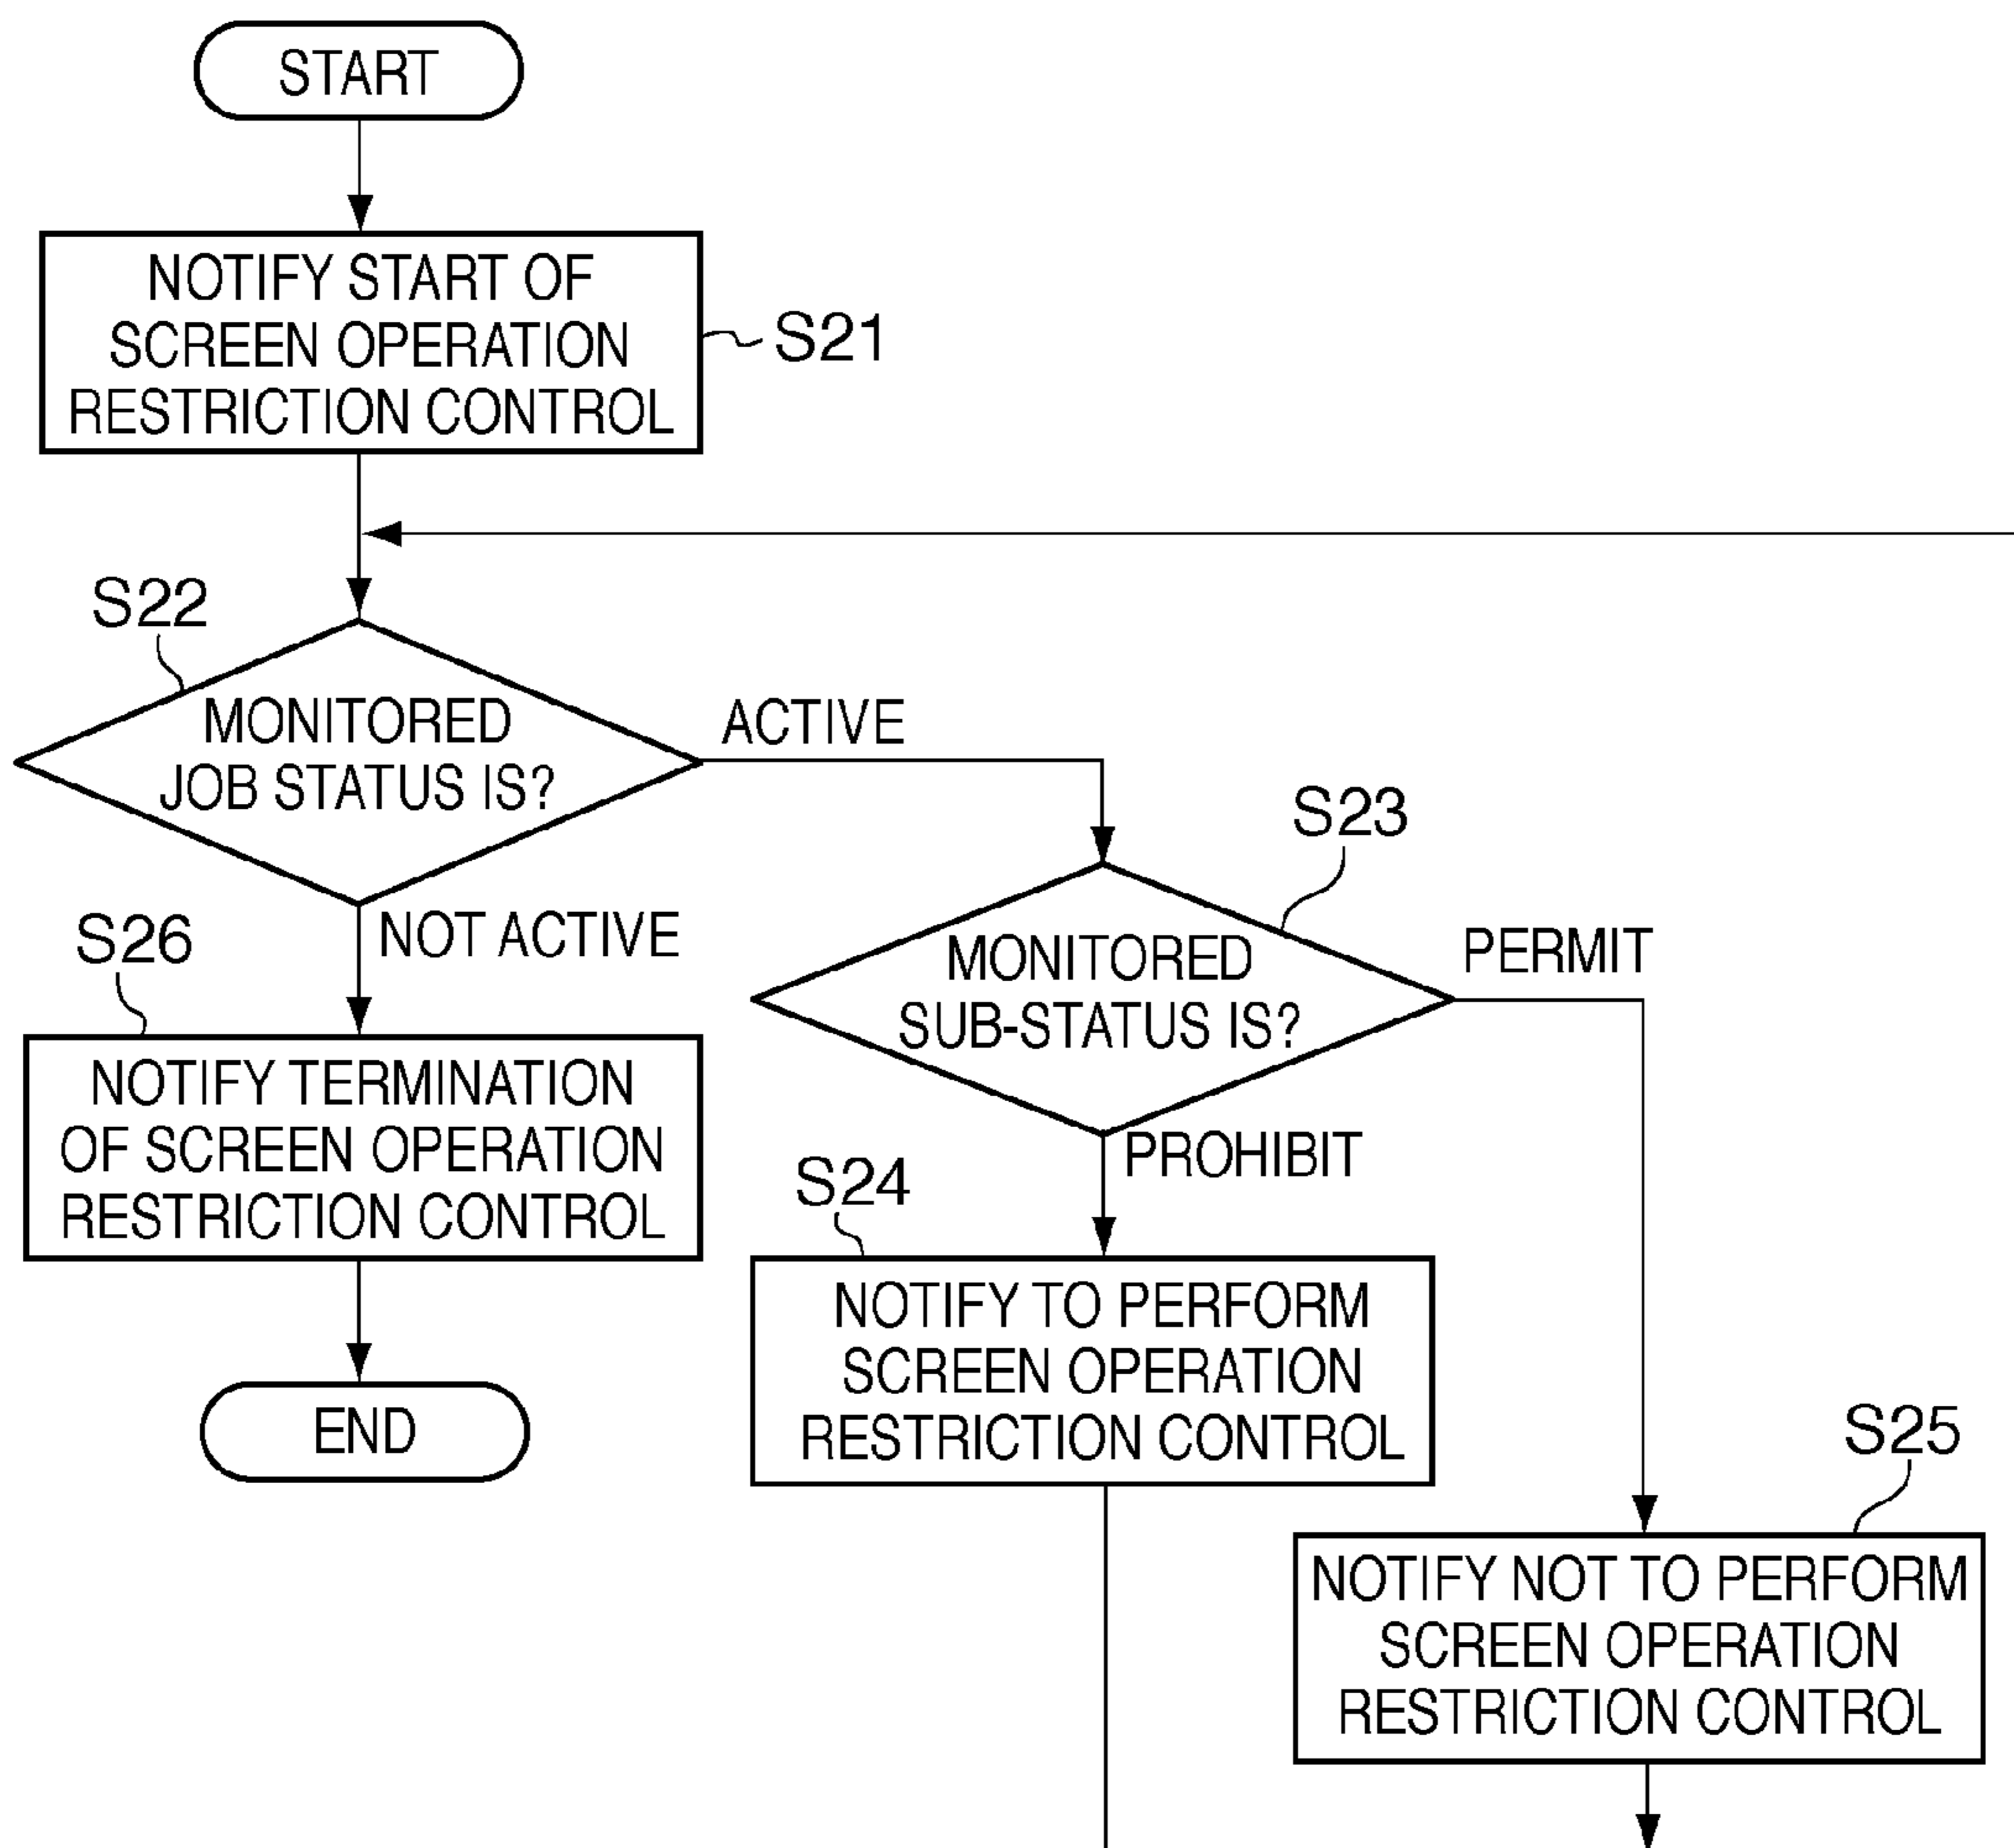 START
NOTIFY START OF
SCREEN OPERATION
RESTRICTION CONTROL
S21
S22
MONITORED
JOB STATUS IS?
ACTIVE
NOT ACTIVE
S23
MONITORED
SUB-STATUS IS?
PERMIT
PROHIBIT
S26
NOTIFY TERMINATION
OF SCREEN OPERATION
RESTRICTION CONTROL
END
S24
NOTIFY TO PERFORM
SCREEN OPERATION
RESTRICTION CONTROL
S25
NOTIFY NOT TO PERFORM
SCREEN OPERATION
RESTRICTION CONTROL